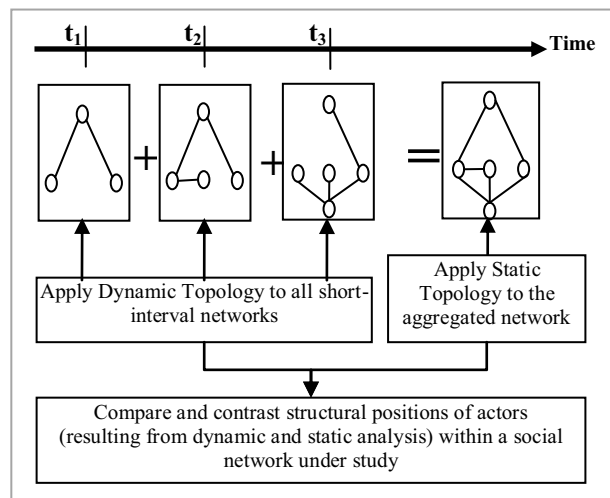 t1 t2 t3
Time
+ + =
Apply Dynamic Topology to all short-
interval networks
Apply Static
Topology to the
aggregated network
Compare and contrast structural positions of actors
(resulting from dynamic and static analysis) within a social
network under study